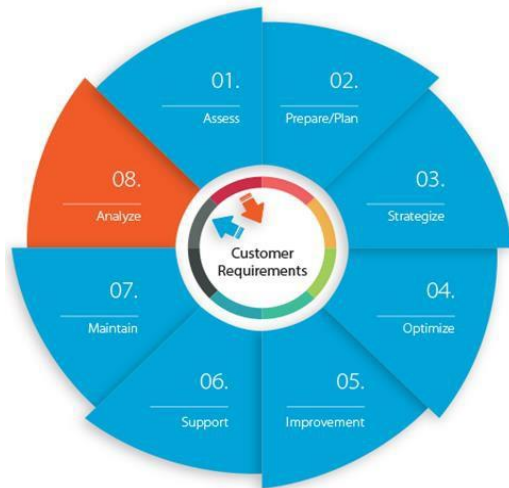 01.
Assess
02.
Prepare/Plan
03.
Strategize
04.
Optimize
05.
Improvement
06.
Support
07.
Maintain
08.
Analyze
Customer
Requirements